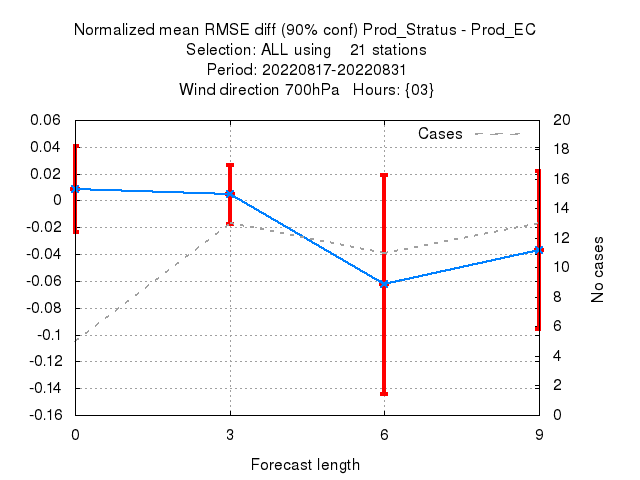 Normalized mean RMSE diff (90% conf) Prod_Stratus - Prod_EC
Selection: ALL using    21 stations
Period: 20220817-20220831
Wind direction 700hPa   Hours: {03}
Cases
0.06
0.04
0.02
0
-0.02
-0.04
-0.06
-0.08
-0.1
-0.12
-0.14
-0.16
20
18
16
14
12
10
8
6
4
2
0
No cases
0 3 6 9
Forecast length